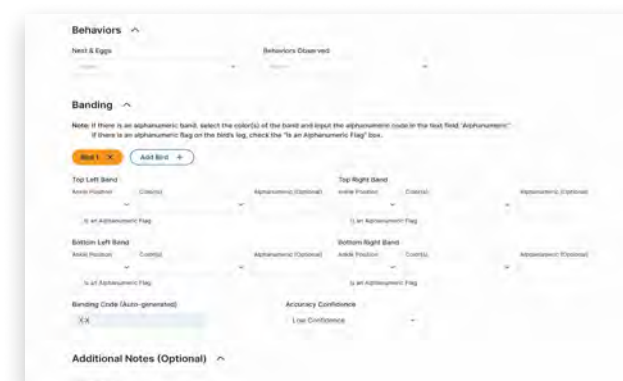 Behaviors
Nest & Eggs Behaviors Observed
Banding
Note: If there is an alphanumeric band, select the color(s) of the band and input the alphanumeric code in the text field "Alphanumeric"
If there is an alphanumeric flag on the bird's leg, check the "Is an Alphanumeric Flag" box.
Bird 1 X Add Bird +
Top Left Band Top Right Band
Ankle Position Color(s) Alphanumeric (Optional) Ankle Position Color(s) Alphanumeric (Optional)
Is an Alphanumeric Flag Is an Alphanumeric Flag
Bottom Left Band Bottom Right Band
Ankle Position Color(s) Alphanumeric (Optional) Ankle Position Color(s) Alphanumeric (Optional)
Is an Alphanumeric Flag Is an Alphanumeric Flag
Banding Code (Auto-generated) Accuracy Confidence
X:X Low Confidence
Additional Notes (Optional)